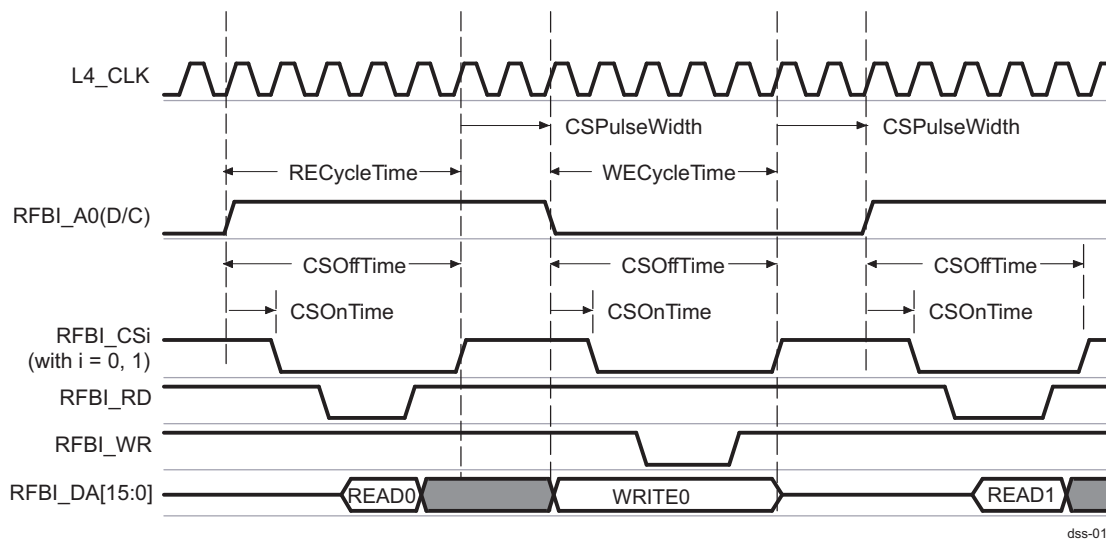 L4_CLK
CSPulseWidth CSPulseWidth
RECycleTime WECycleTime
RFBI_A0(D/C)
CSOffTime CSOffTime CSOffTime
CSOnTime CSOnTime CSOnTime
RFBI_CSi
(with i = 0, 1)
RFBI_RD
RFBI_WR
RFBI_DA[15:0] READ0 WRITE0 READ1
dss-01